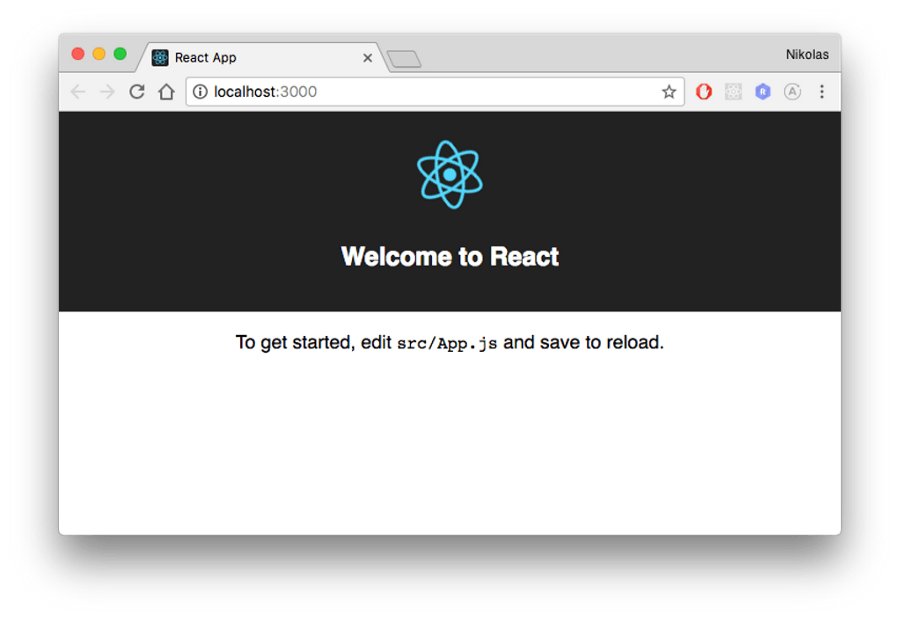 React App
Nikolas
localhost:3000
Welcome to React
To get started, edit src/App.js and save to reload.